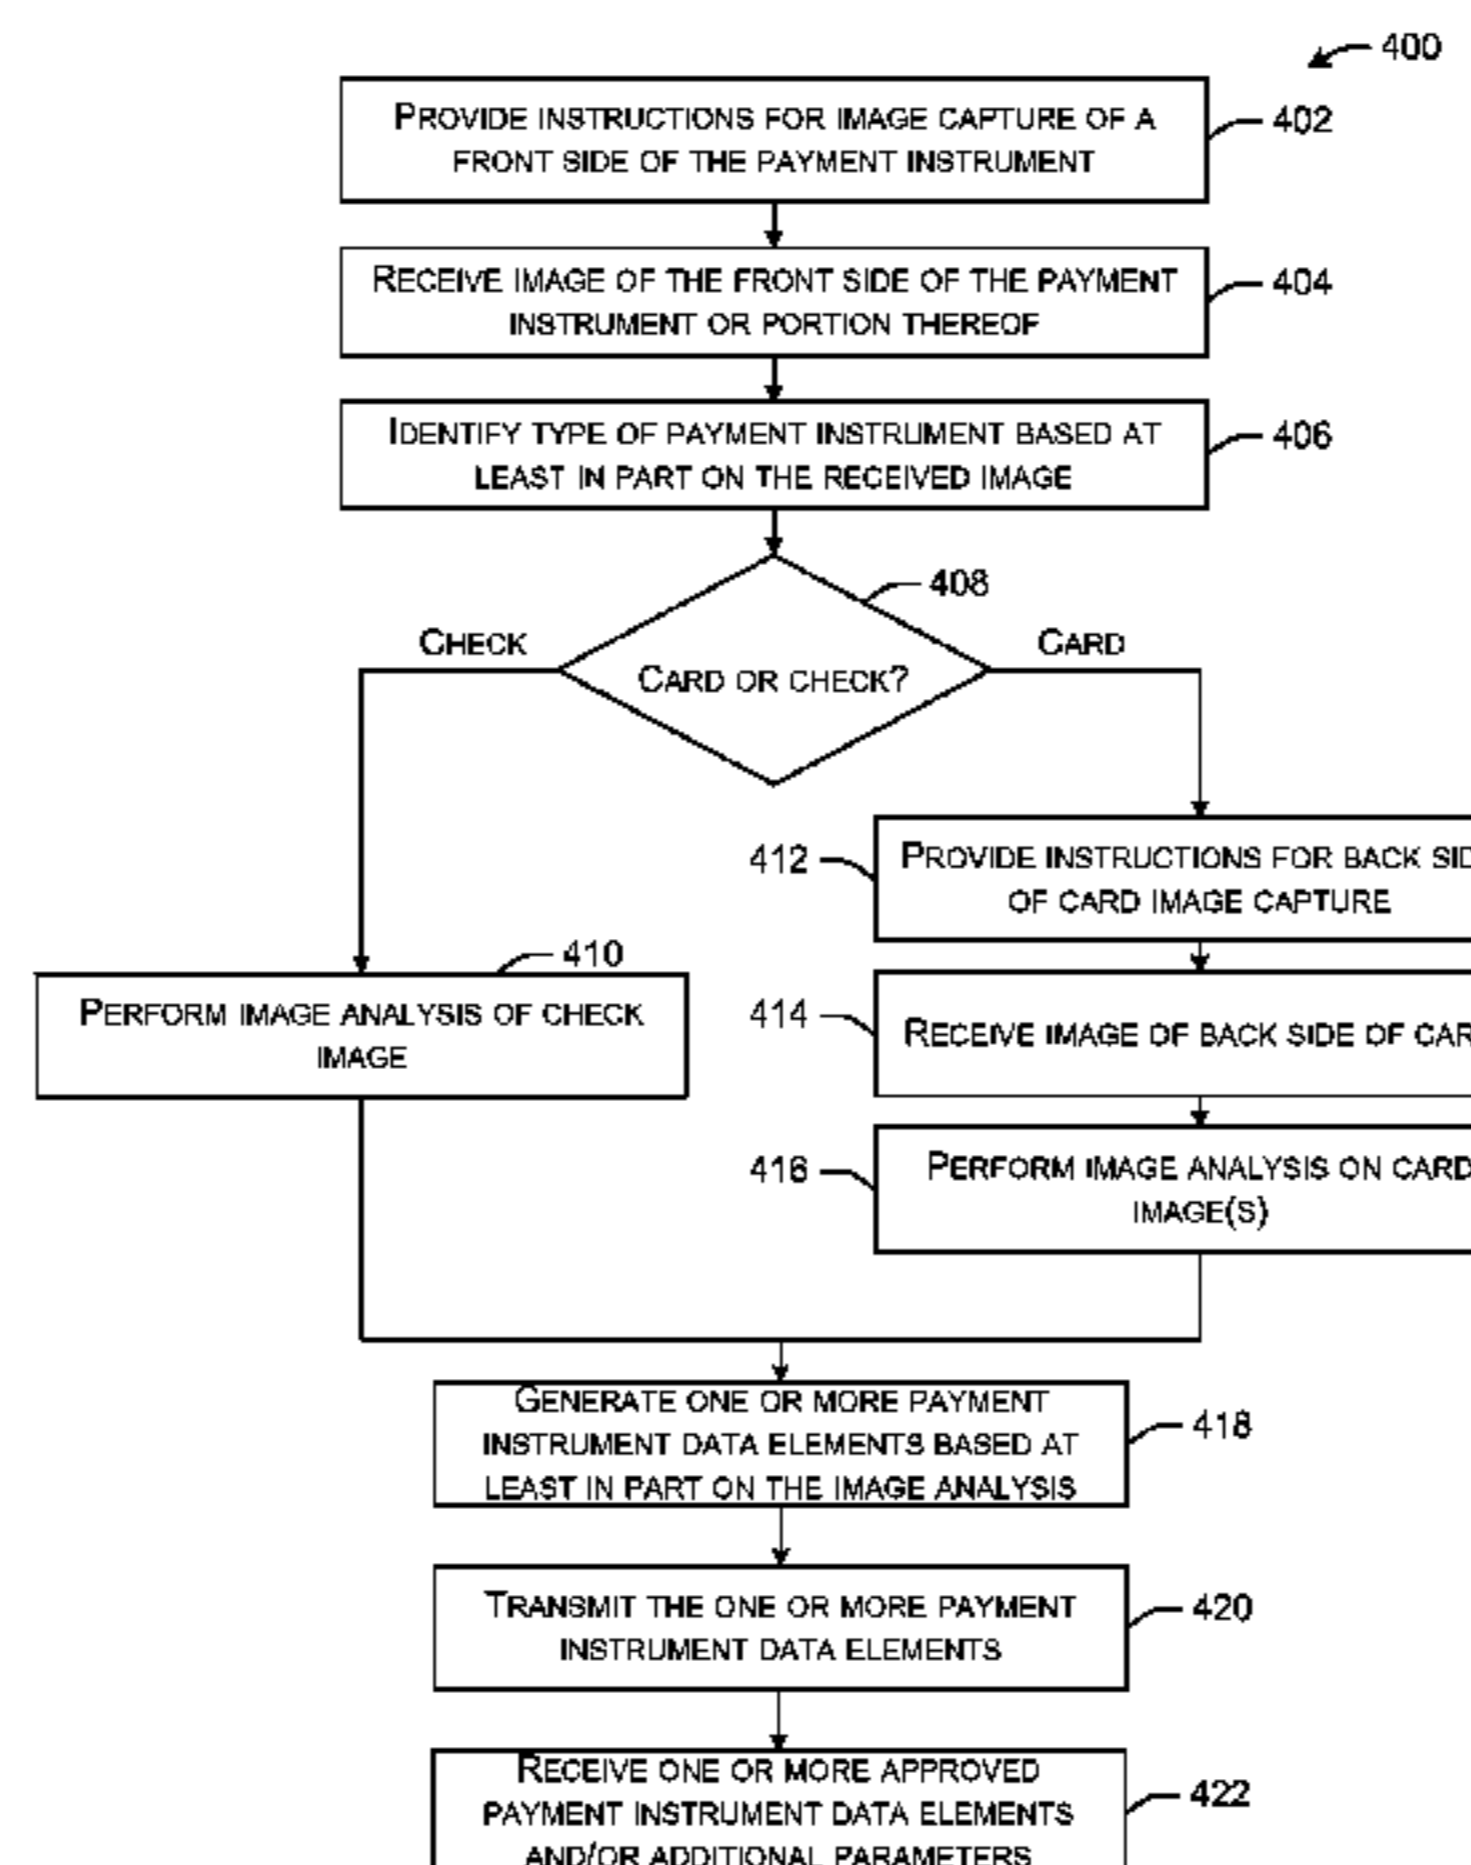 400
PROVIDE INSTRUCTIONS FOR IMAGE CAPTURE OF A
FRONT SIDE OF THE PAYMENT INSTRUMENT
402
RECEIVE IMAGE OF THE FRONT SIDE OF THE PAYMENT
INSTRUMENT OR PORTION THEREOF
404
IDENTIFY TYPE OF PAYMENT INSTRUMENT BASED AT
LEAST IN PART ON THE RECEIVED IMAGE
406
408
CHECK
CARD
CARD OR CHECK?
412
PROVIDE INSTRUCTIONS FOR BACK
OF CARD IMAGE CAPTURE
410
PERFORM IMAGE ANALYSIS OF CHECK
IMAGE
414
RECEIVE IMAGE OF BACK SIDE OF
416
PERFORM IMAGE ANALYSIS ON CARD
IMAGE(S)
GENERATE ONE OR MORE PAYMENT
INSTRUMENT DATA ELEMENTS BASED AT
LEAST IN PART ON THE IMAGE ANALYSIS
418
TRANSMIT THE ONE OR MORE PAYMENT
INSTRUMENT DATA ELEMENTS
420
RECEIVE ONE OR MORE APPROVED
PAYMENT INSTRUMENT DATA ELEMENTS
AND/OR ADDITIONAL PARAMETERS
422